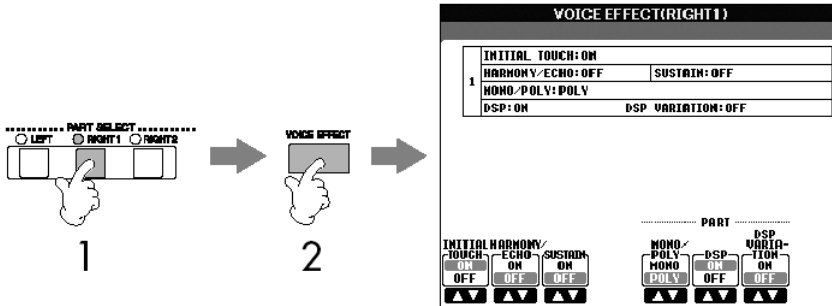 PART SELECT
LEFT RIGHT1 RIGHT2
1
VOICE EFFECT
2
VOICE EFFECT(RIGHT1)
1
INITIAL TOUCH:ON
HARMONY/ECHO:OFF SUSTAIN:OFF
MONO/POLY:POLY
DSP:ON DSP VARIATION:OFF
PART
INITIAL TOUCH
ON
OFF
HARMONY/ECHO
ON
OFF
SUSTAIN
ON
OFF
MONO/POLY
MONO
POLY
DSP
ON
OFF
DSP VARIA-TION
ON
OFF